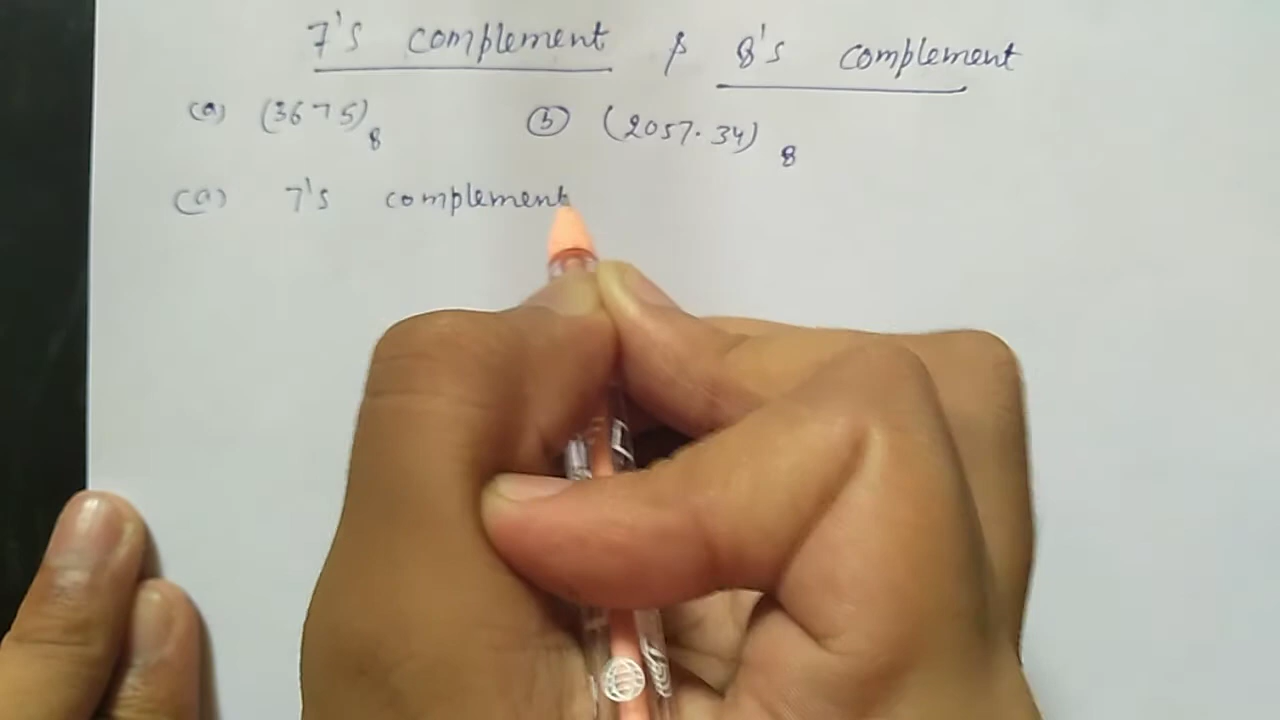 7's complement & 8's complement
(a) (3675)8 (b) (2057.34)8
(a) 7's complement